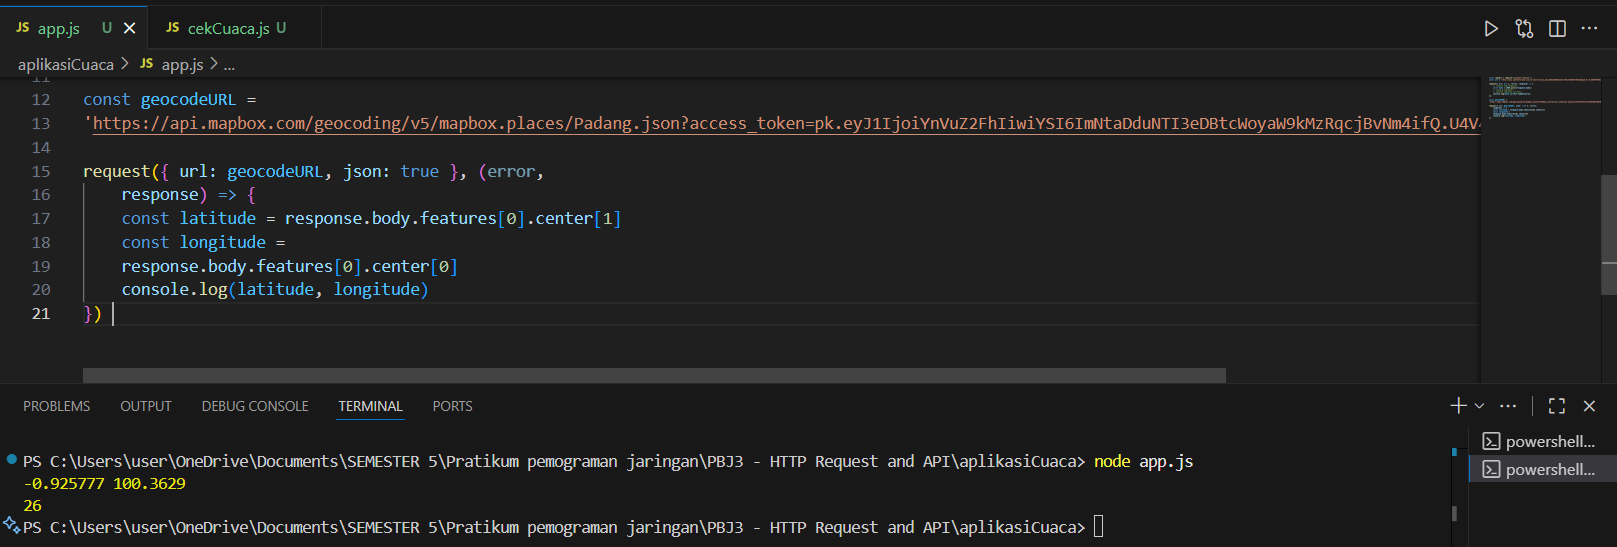 JS app.js U
JS cekCuaca.js U
aplikasiCuaca > JS app.js > ...
12 const geocodeURL =
13 'https://api.mapbox.com/geocoding/v5/mapbox.places/Padang.json?access_token=
14
15 request({ url: geocodeURL, json: true }, (error,
16 response) => {
17 const latitude = response.body.features[0].center[1]
18 const longitude =
19 response.body.features[0].center[0]
20 console.log(latitude, longitude)
21 })
PROBLEMS OUTPUT DEBUG CONSOLE TERMINAL PORTS
PS C:\Users\user\OneDrive\Documents\SEMESTER 5\Pratikum pemograman jaringan\PBJ3 - HTTP Request and API\aplikasiCuaca> node app.js
-0.925777 100.3629
26
PS C:\Users\user\OneDrive\Documents\SEMESTER 5\Pratikum pemograman jaringan\PBJ3 - HTTP Request and API\aplikasiCuaca>
powershell...
powershell...